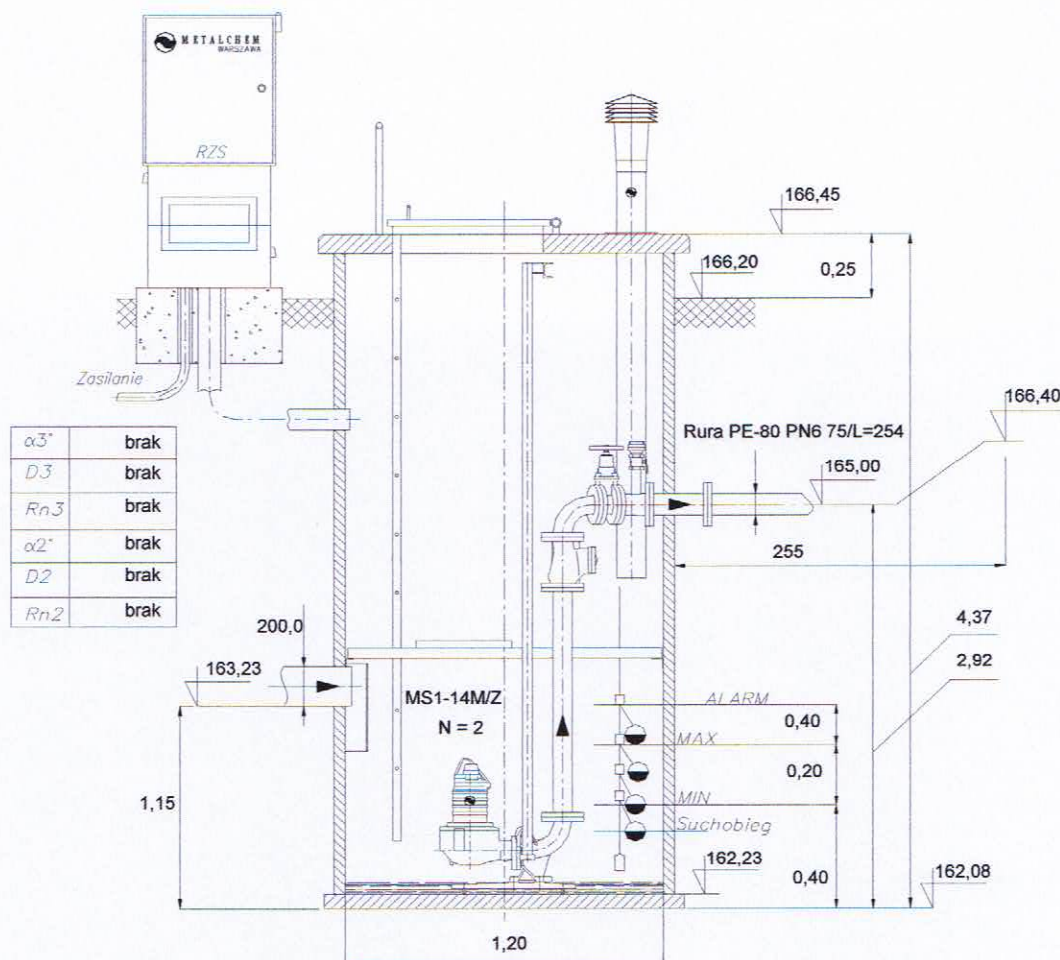 METALCHEM
WARSZAWA
RZS
Zasilanie
166,45
166,20
0,25
166,40
Rura PE-80 PN6 75/L=254
165,00
255
α3° brak
D3 brak
Rn3 brak
α2° brak
D2 brak
Rn2 brak
200,0
163,23
4,37
2,92
MS1-14M/Z
N = 2
ALARM
0,40
MAX
0,20
MIN
Suchobieg
1,15
162,23
0,40
162,08
1,20